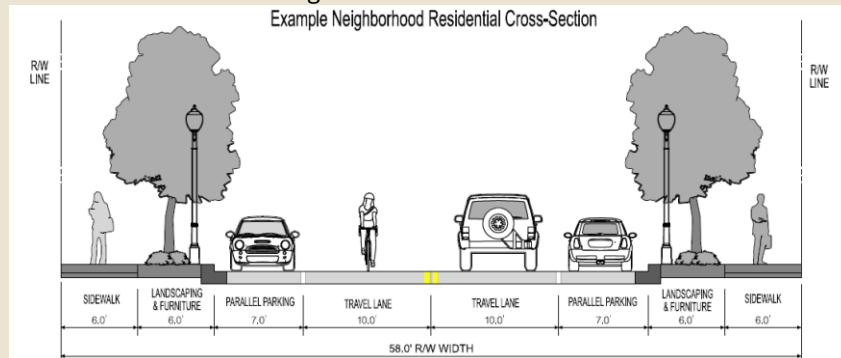 Example Neighborhood Residential Cross-Section
R/W
LINE
R/W
LINE
SIDEWALK
6.0'
LANDSCAPING
& FURNITURE
6.0'
PARALLEL PARKING
7.0'
TRAVEL LANE
10.0'
TRAVEL LANE
10.0'
PARALLEL PARKING
7.0'
LANDSCAPING
& FURNITURE
6.0'
SIDEWALK
6.0'
58.0' R/W WIDTH